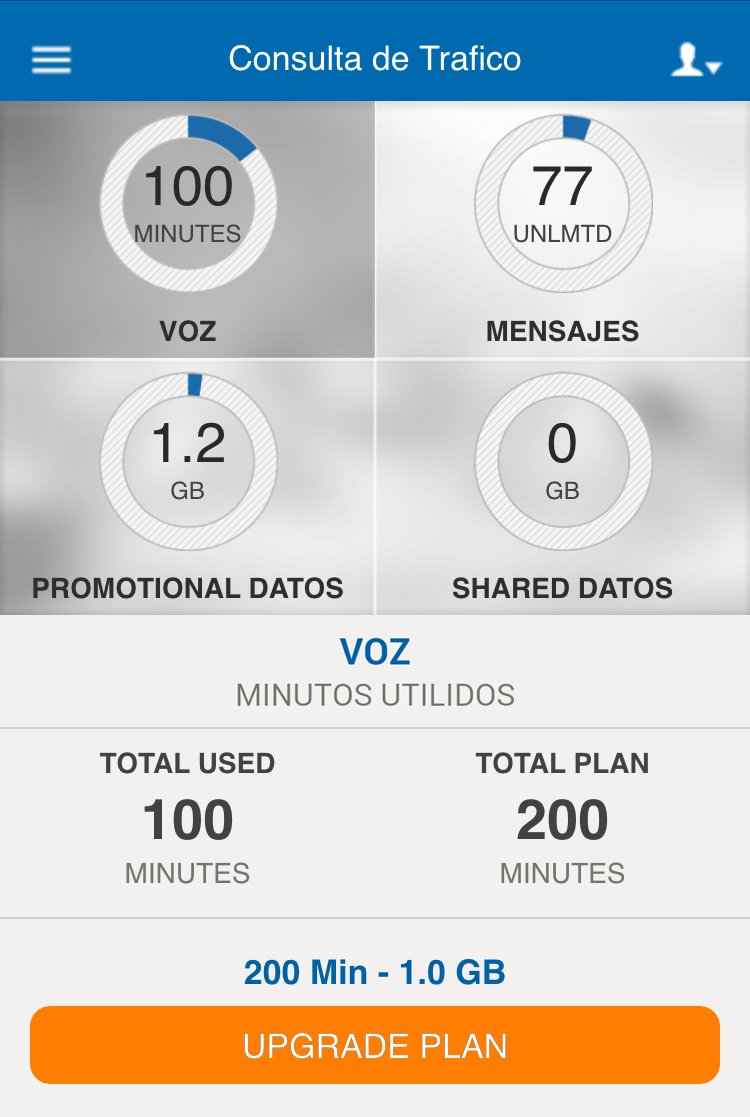 Consulta de Trafico
100
MINUTES
VOZ
77
UNLMTD
MENSAJES
1.2
GB
PROMOTIONAL DATOS
0
GB
SHARED DATOS
VOZ
MINUTOS UTILIDOS
TOTAL USED
100
MINUTES
TOTAL PLAN
200
MINUTES
200 Min - 1.0 GB
UPGRADE PLAN